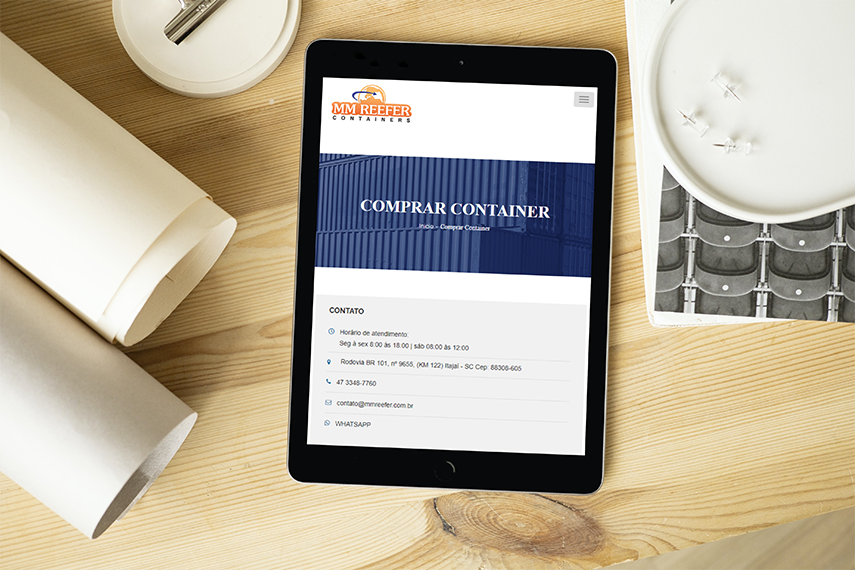 MM REEFER
CONTAINERS
COMPRAR CONTAINER
Início - Comprar Container
CONTATO
Horário de atendimento:
Seg à sex 8:00 às 18:00 | sáb 08:00 às 12:00
Rodovia BR 101, nº 9655, (KM 122) Itajaí - SC Cep: 88308-605
47 3348-7760
contato@mmreefer.com.br
WHATSAPP